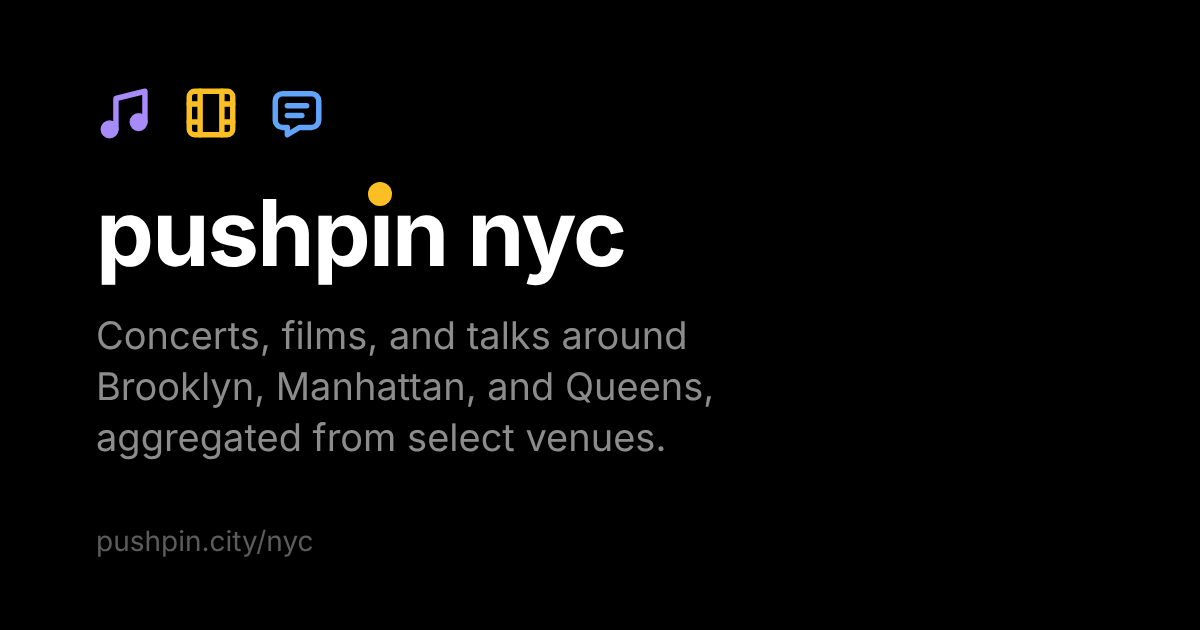 pushpin nyc
Concerts, films, and talks around
Brooklyn, Manhattan, and Queens,
aggregated from select venues.
pushpin.city/nyc